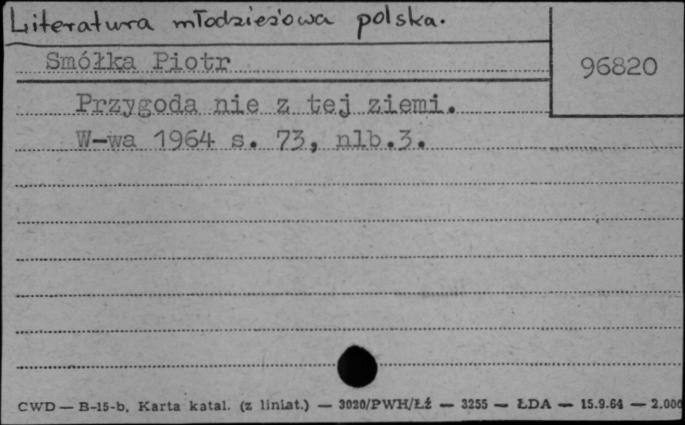 Literatura młodzieżowa polska.
Smółka Piotr
96820
Przygoda nie z tej ziemi.
W-wa 1964 s. 73, nlb.3.
CWD — B-15-b, Karta katal. (z liniat.) — 3020/PWH/Łź — 3255 — ŁDA — 15.9.64 — 2.000